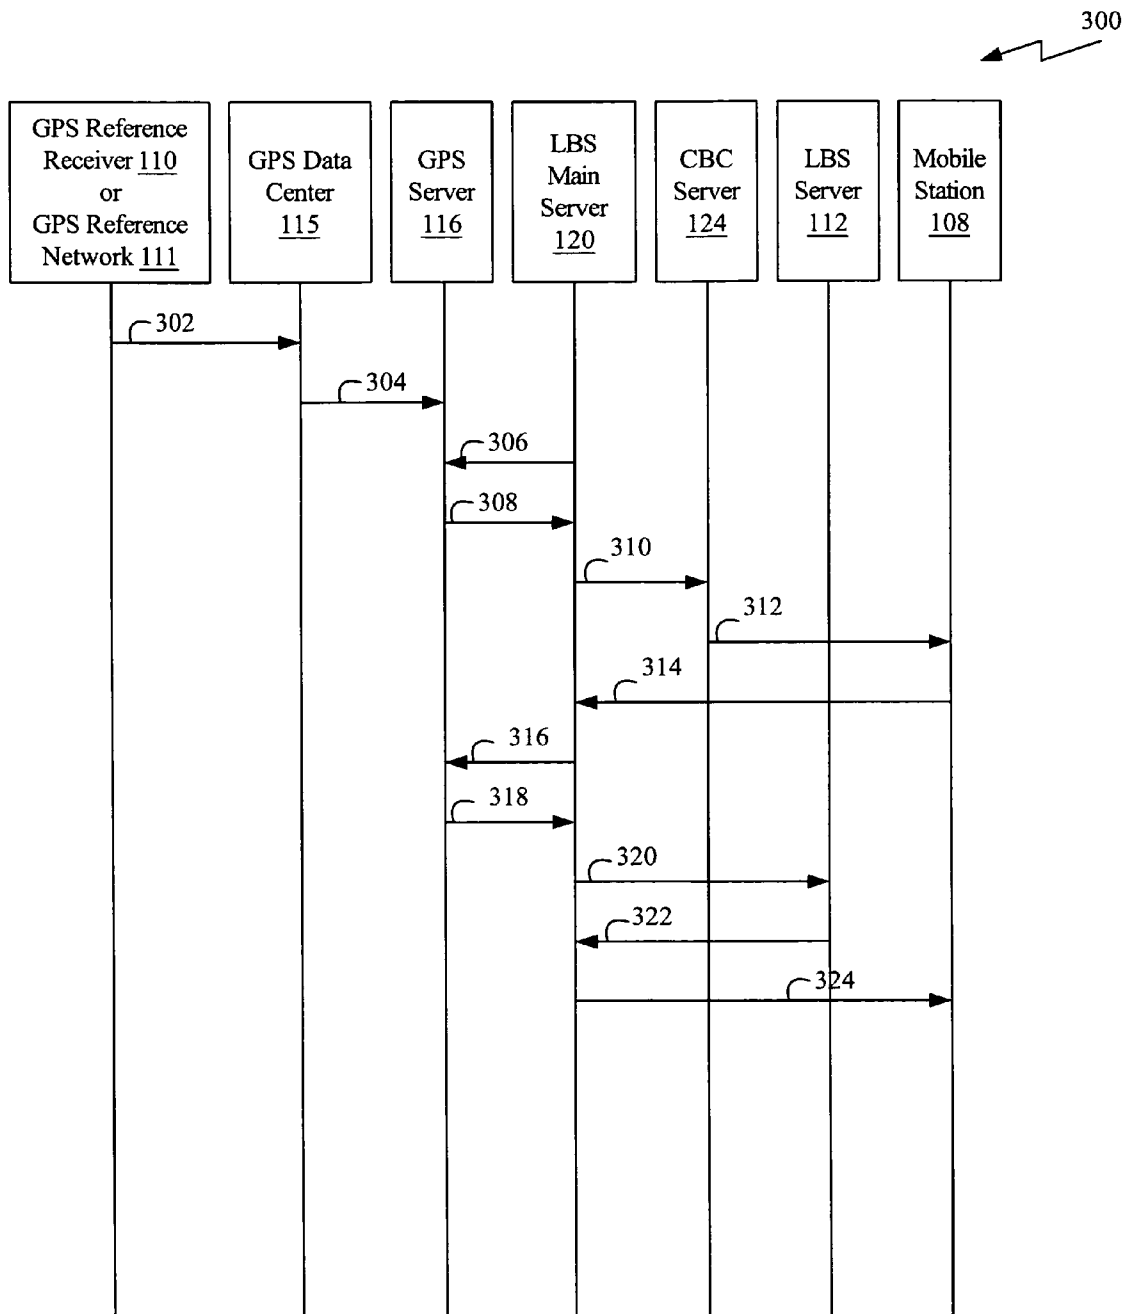 300
GPS Reference
Receiver 110
or
GPS Reference
Network 111
GPS Data
Center
115
GPS
Server
116
LBS
Main
Server
120
CBC
Server
124
LBS
Server
112
Mobile
Station
108
302
304
306
308
310
312
314
316
318
320
322
324